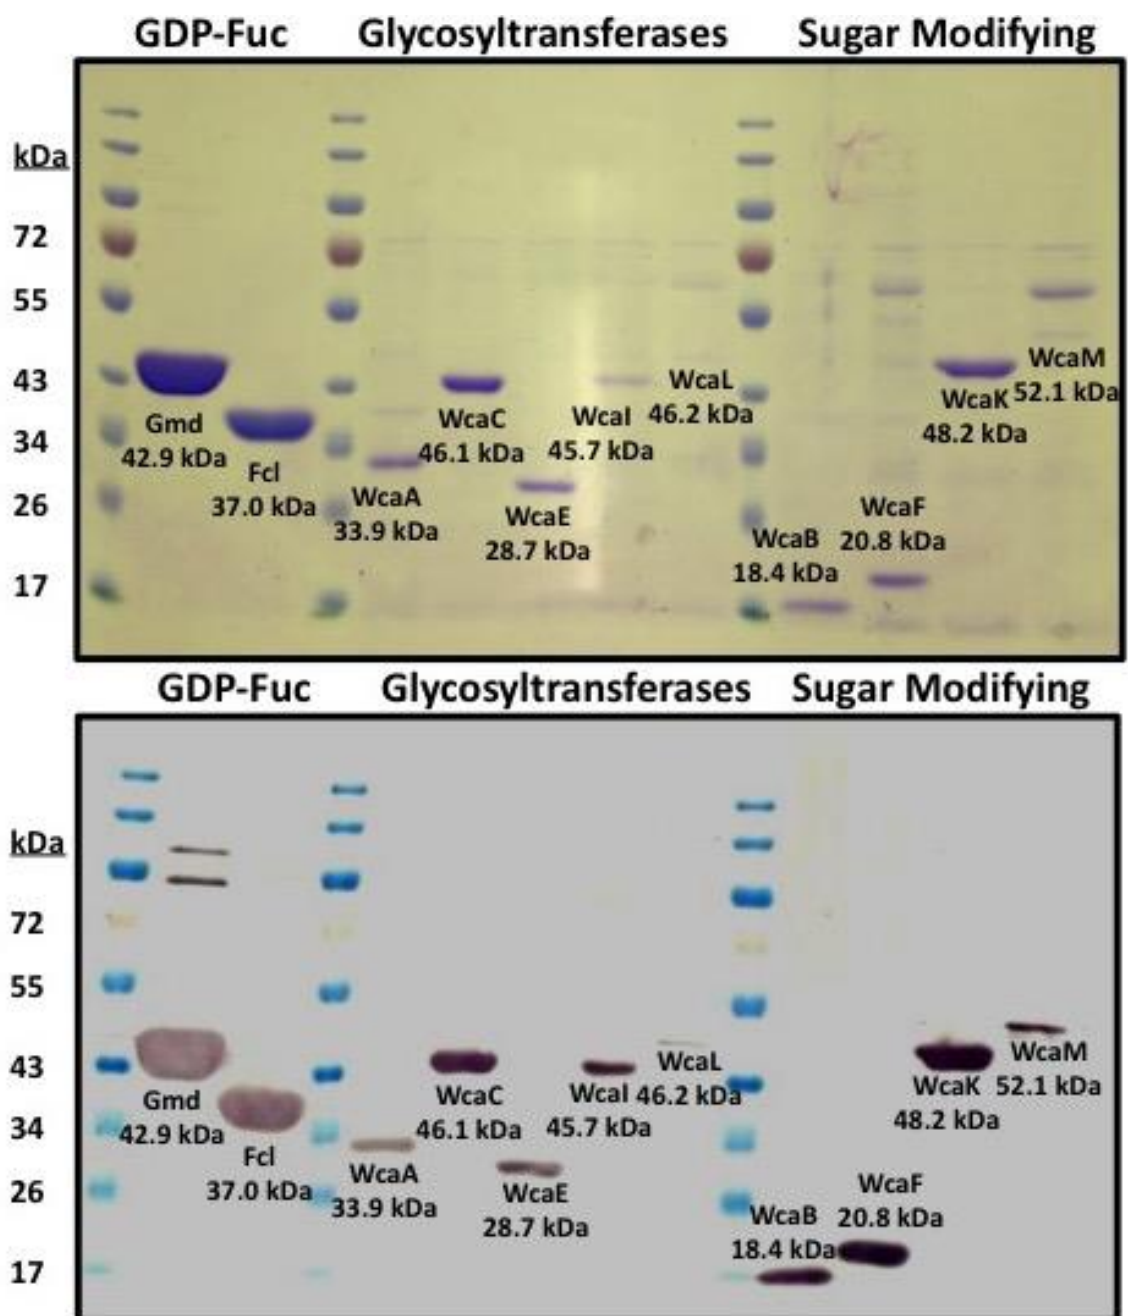 GDP-Fuc Glycosyltransferases Sugar Modifying
kDa
72
55
43
34
26
17
Gmd
42.9 kDa
Fcl
37.0 kDa
WcaA
33.9 kDa
WcaC
46.1 kDa
WcaE
28.7 kDa
WcaI
45.7 kDa
WcaL
46.2 kDa
WcaB
18.4 kDa
WcaF
20.8 kDa
WcaK
48.2 kDa
WcaM
52.1 kDa
GDP-Fuc Glycosyltransferases Sugar Modifying
kDa
72
55
43
34
26
17
Gmd
42.9 kDa
Fcl
37.0 kDa
WcaA
33.9 kDa
WcaC
46.1 kDa
WcaE
28.7 kDa
WcaI
45.7 kDa
WcaL
46.2 kDa
WcaB
18.4 kDa
WcaF
20.8 kDa
WcaK
48.2 kDa
WcaM
52.1 kDa